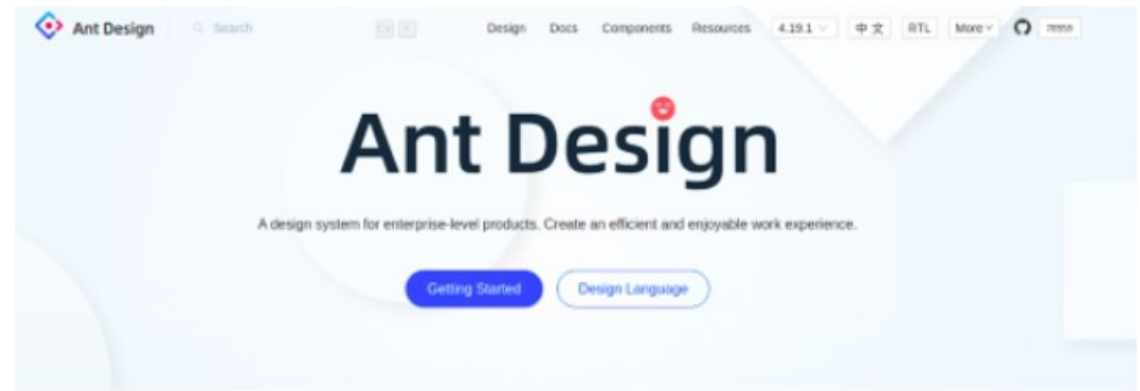 Ant Design Search Design Docs Components Resources 4.19.1 中文 RTL More
Ant Design
A design system for enterprise-level products. Create an efficient and enjoyable work experience.
Getting Started Design Language